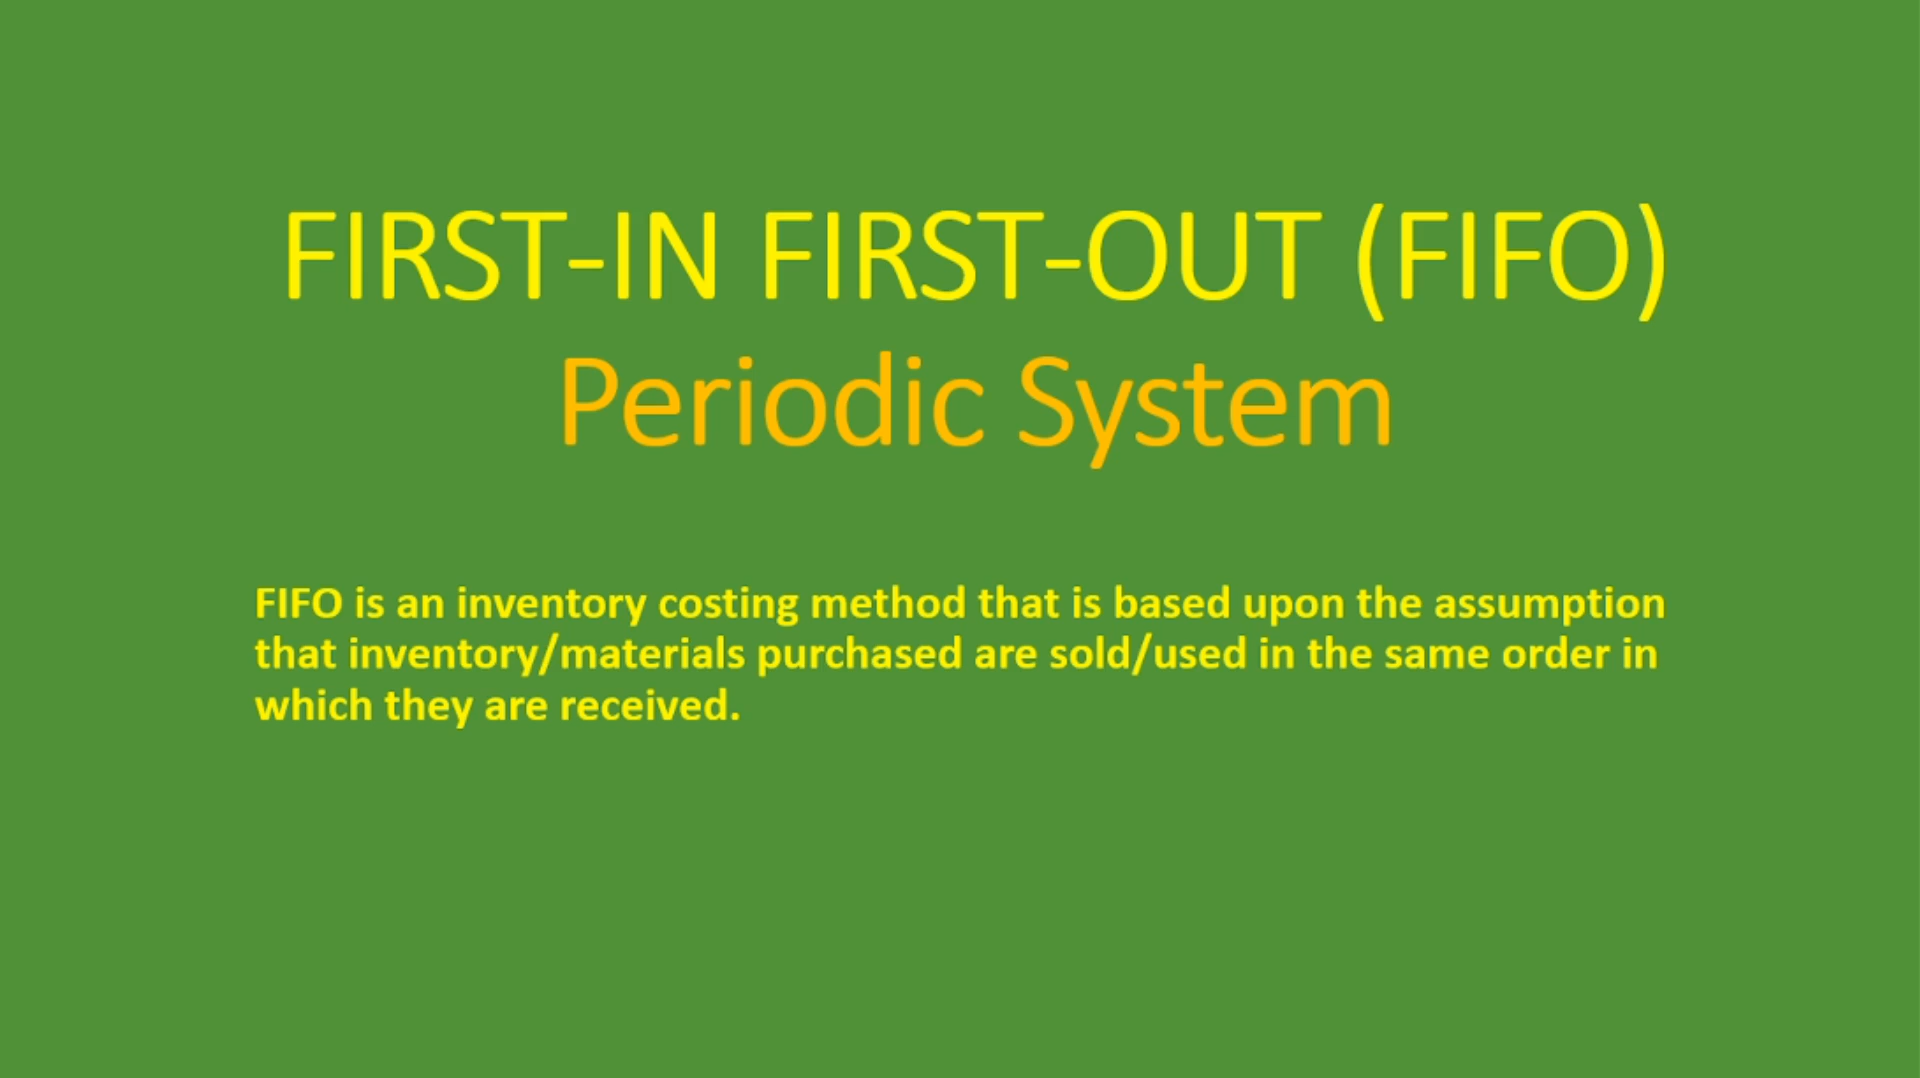 FIRST-IN FIRST-OUT (FIFO)
Periodic System
FIFO is an inventory costing method that is based upon the assumption
that inventory/materials purchased are sold/used in the same order in
which they are received.